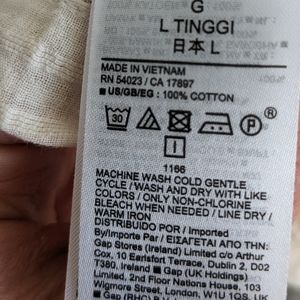 G
L TINGGI
日本 L
MADE IN VIETNAM
RN 54023 / CA 17897
■ US/GB/EG : 100% COTTON
30
P
I
1166
MACHINE WASH COLD GENTLE
CYCLE / WASH AND DRY WITH LIKE
COLORS / ONLY NON-CHLORINE
BLEACH WHEN NEEDED / LINE DRY /
WARM IRON
DISTRIBUIDO POR / Importado
By/Importe Par / ΕΙΣΑΓΕΤΑΙ ΑΠΟ ΤΗΝ:
Gap Stores (Ireland) Limited c/o Arthur
Cox, 10 Earlsfort Terrace, Dublin 2, D02
T380, Ireland ■ Gap (UK Holdings)
Limited, 2nd Floor Nations House, 103
Wigmore Street, London, W1U 1QS, UK
■ Gap